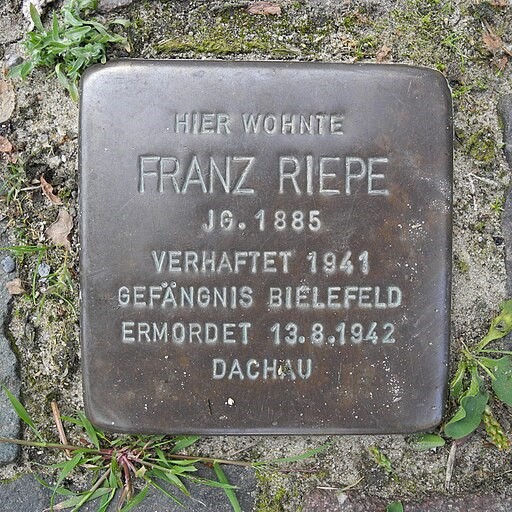 HIER WOHNTE
FRANZ RIEPE
JG. 1885
VERHAFTET 1941
GEFÄNGNIS BIELEFELD
ERMORDET 13.8.1942
DACHAU